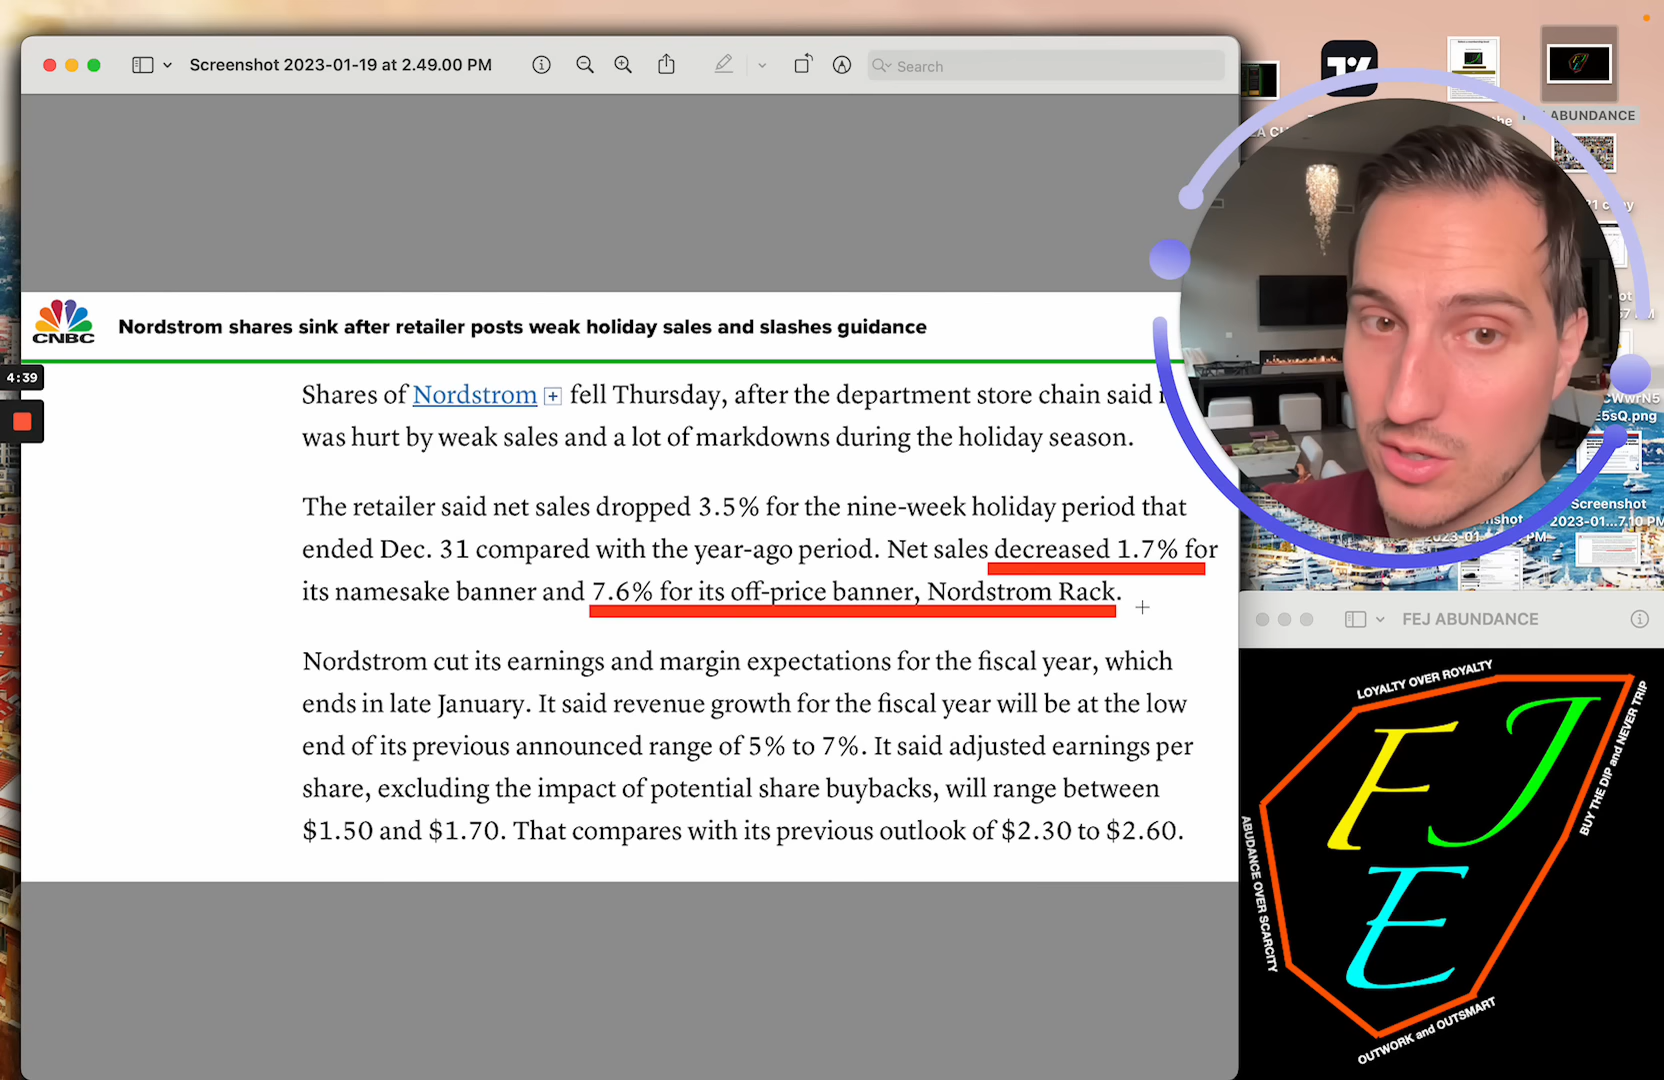 Screenshot 2023-01-19 at 2.49.00 PM
Search
ABUNDANCE
CNBC
Nordstrom shares sink after retailer posts weak holiday sales and slashes guidance
4:39
Shares of Nordstrom + fell Thursday, after the department store chain said
was hurt by weak sales and a lot of markdowns during the holiday season.
The retailer said net sales dropped 3.5% for the nine-week holiday period that
ended Dec. 31 compared with the year-ago period. Net sales decreased 1.7% for
its namesake banner and 7.6% for its off-price banner, Nordstrom Rack.
Nordstrom cut its earnings and margin expectations for the fiscal year, which
ends in late January. It said revenue growth for the fiscal year will be at the low
end of its previous announced range of 5% to 7%. It said adjusted earnings per
share, excluding the impact of potential share buybacks, will range between
$1.50 and $1.70. That compares with its previous outlook of $2.30 to $2.60.
E5sQ.png
Screenshot
2023-01...7.10 PM
FEJ ABUNDANCE
LOYALTY OVER ROYALTY
BUY THE DIP and NEVER TRIP
ABUDANCE OVER SCARCITY
OUTWORK and OUTSMART
F J
E